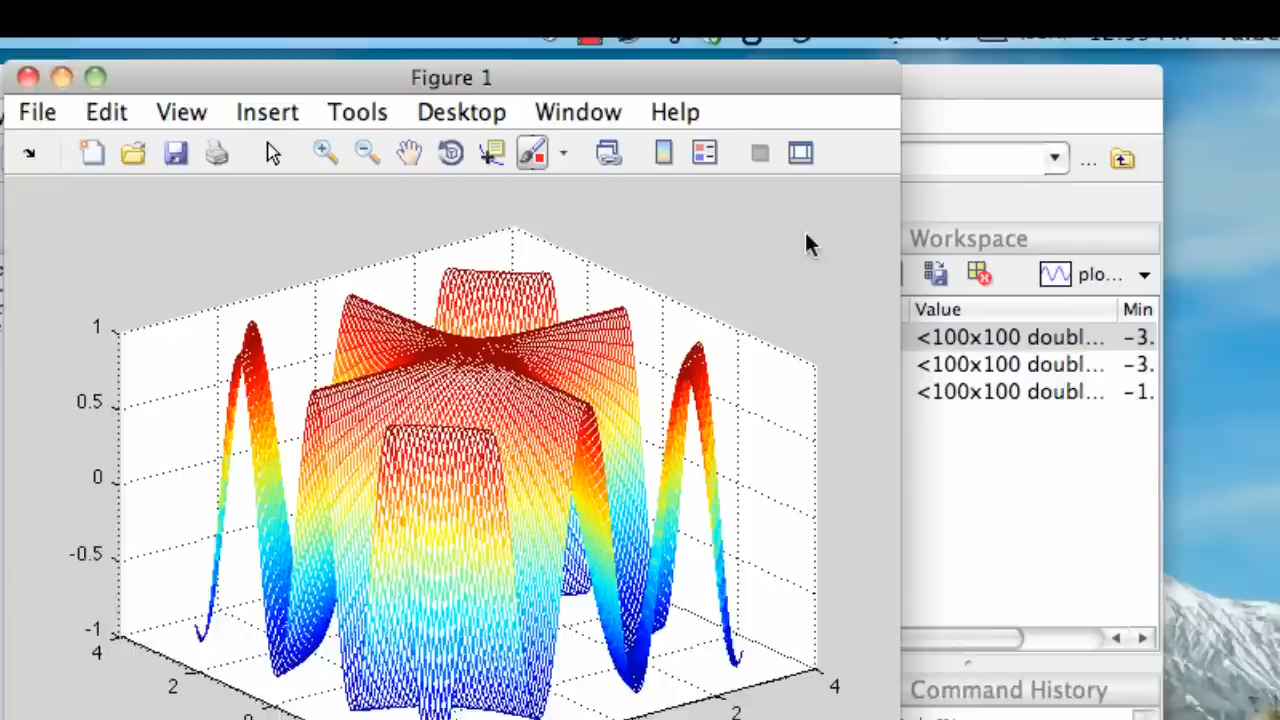 Figure 1
File Edit View Insert Tools Desktop Window Help
... 
Workspace
plo...
Value Min
<100x100 doubl... -3.
<100x100 doubl... -3.
<100x100 doubl... -1.
1
0.5
0
-0.5
-1
4
2
0
2
4
Command History